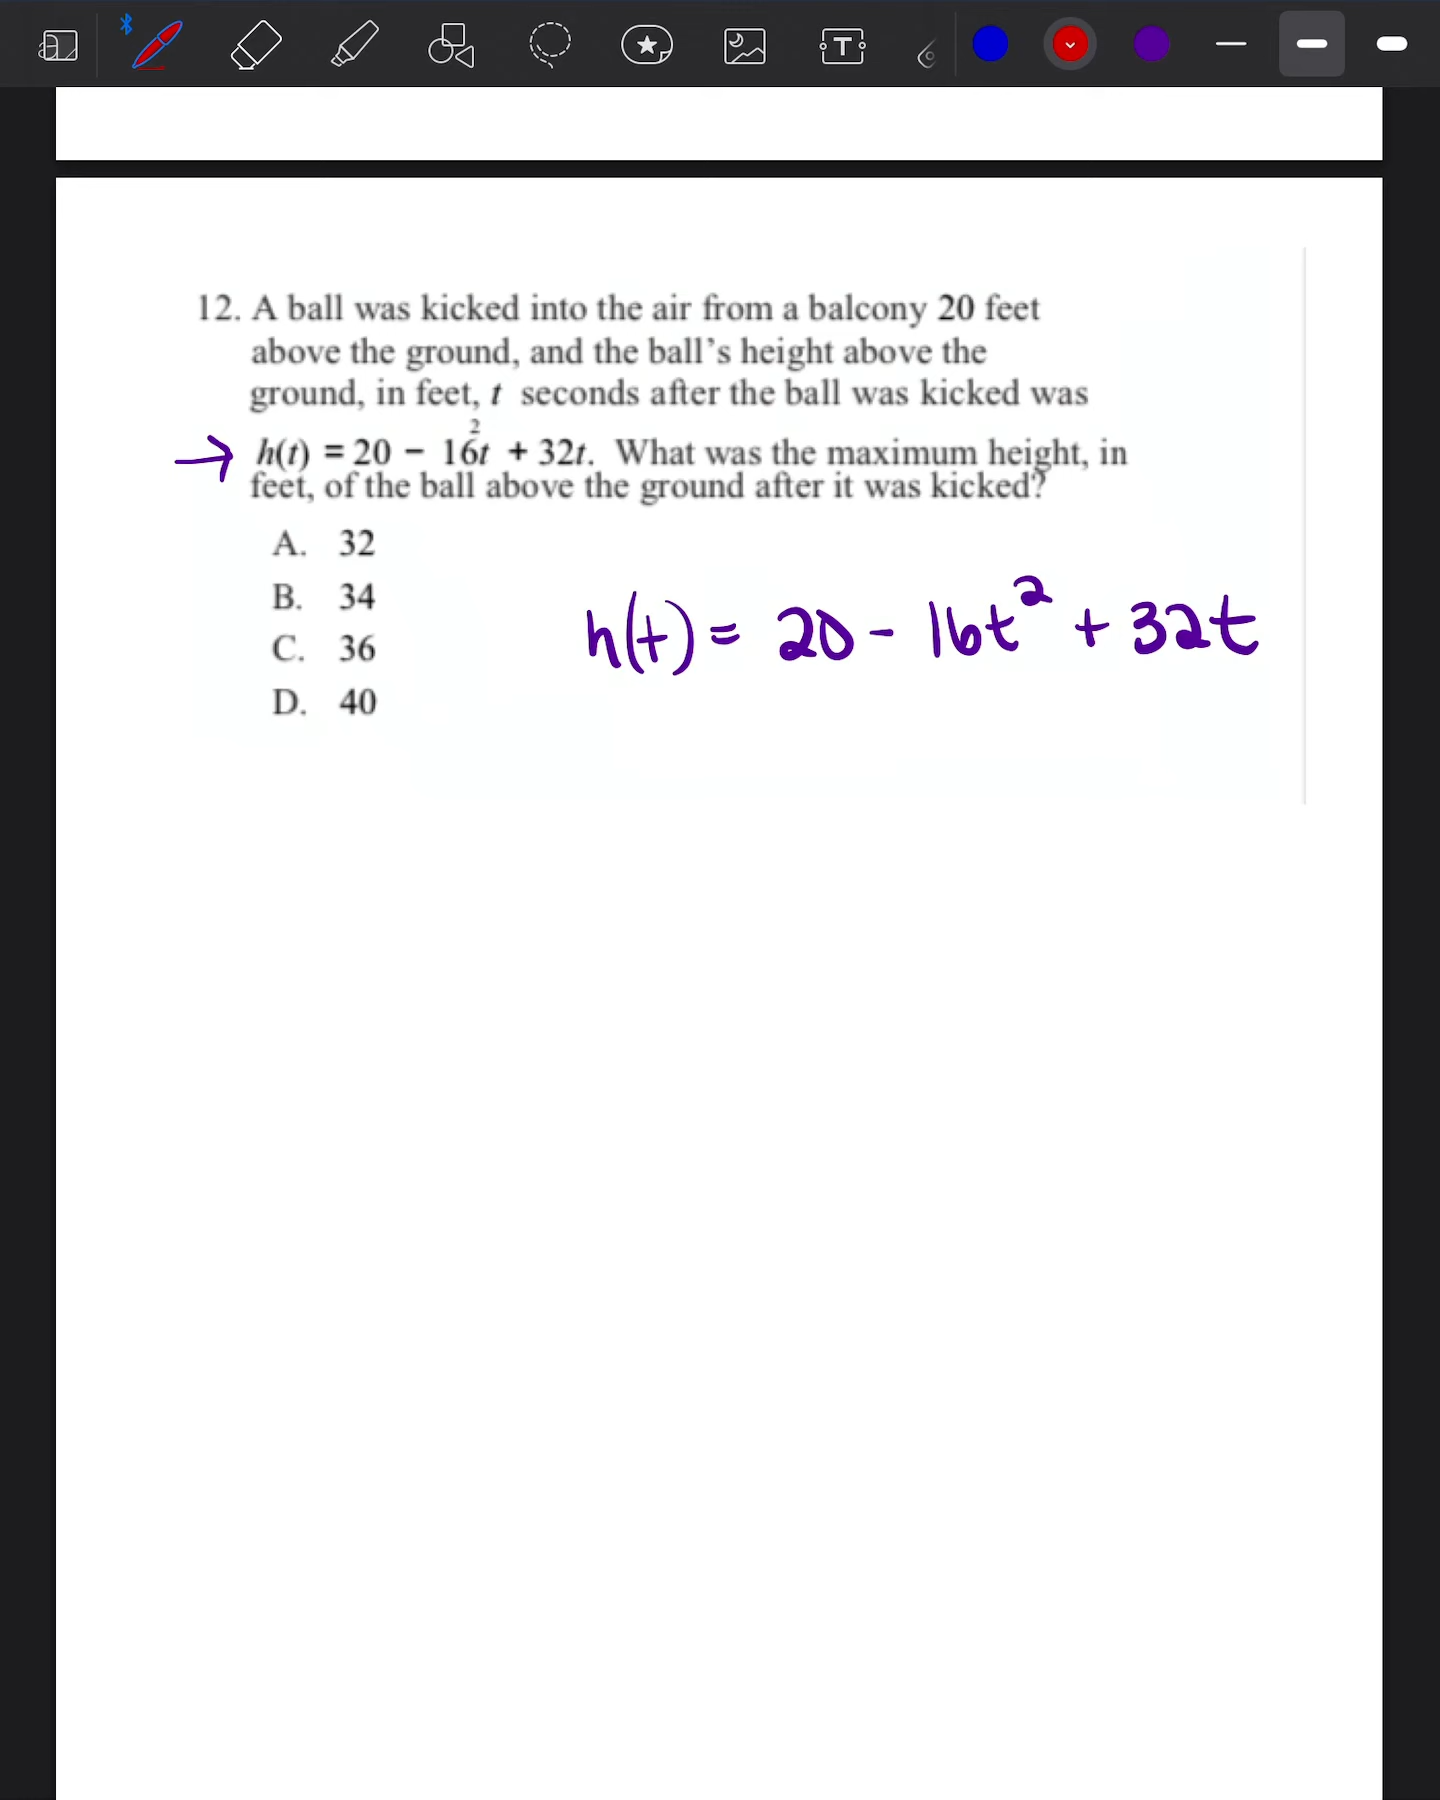 12. A ball was kicked into the air from a balcony 20 feet
above the ground, and the ball's height above the
ground, in feet, t seconds after the ball was kicked was
h(t) = 20 − 16t² + 32t. What was the maximum height, in
feet, of the ball above the ground after it was kicked?
A. 32
B. 34
C. 36
D. 40
h(t) = 20 - 16t² + 32t